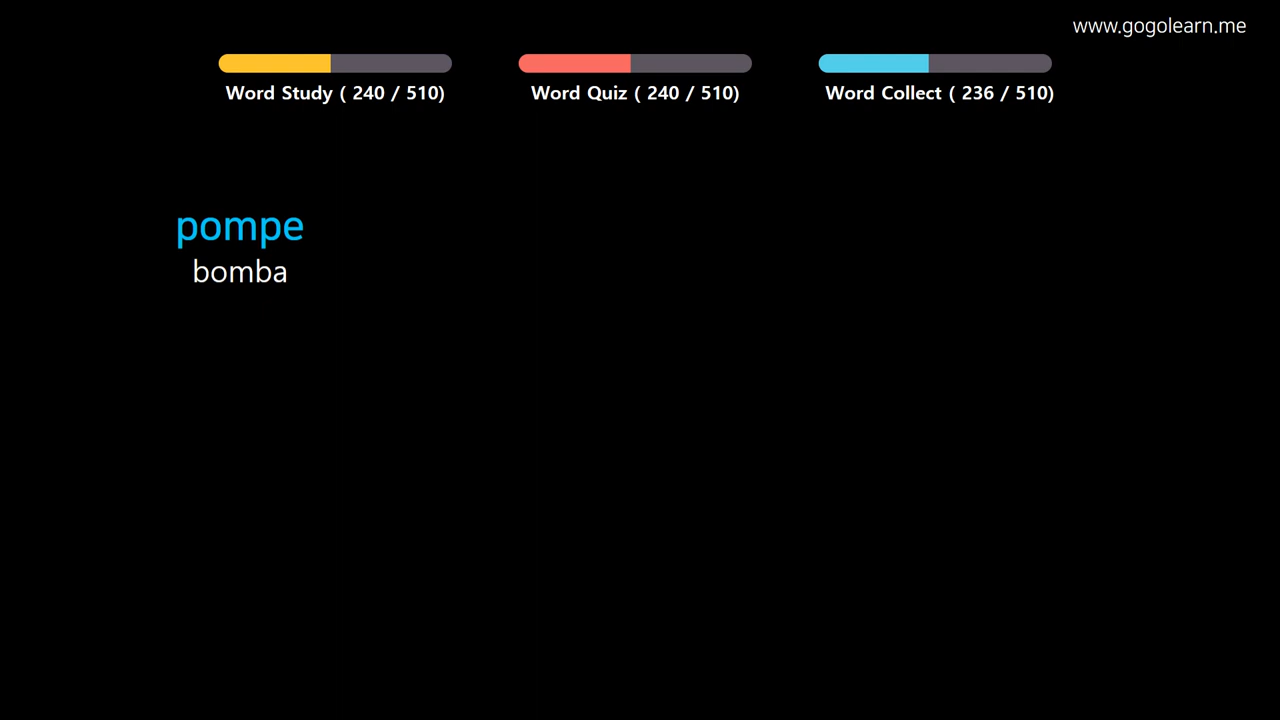 www.gogolearn.me
Word Study ( 240 / 510)
Word Quiz ( 240 / 510)
Word Collect ( 236 / 510)
pompe
bomba